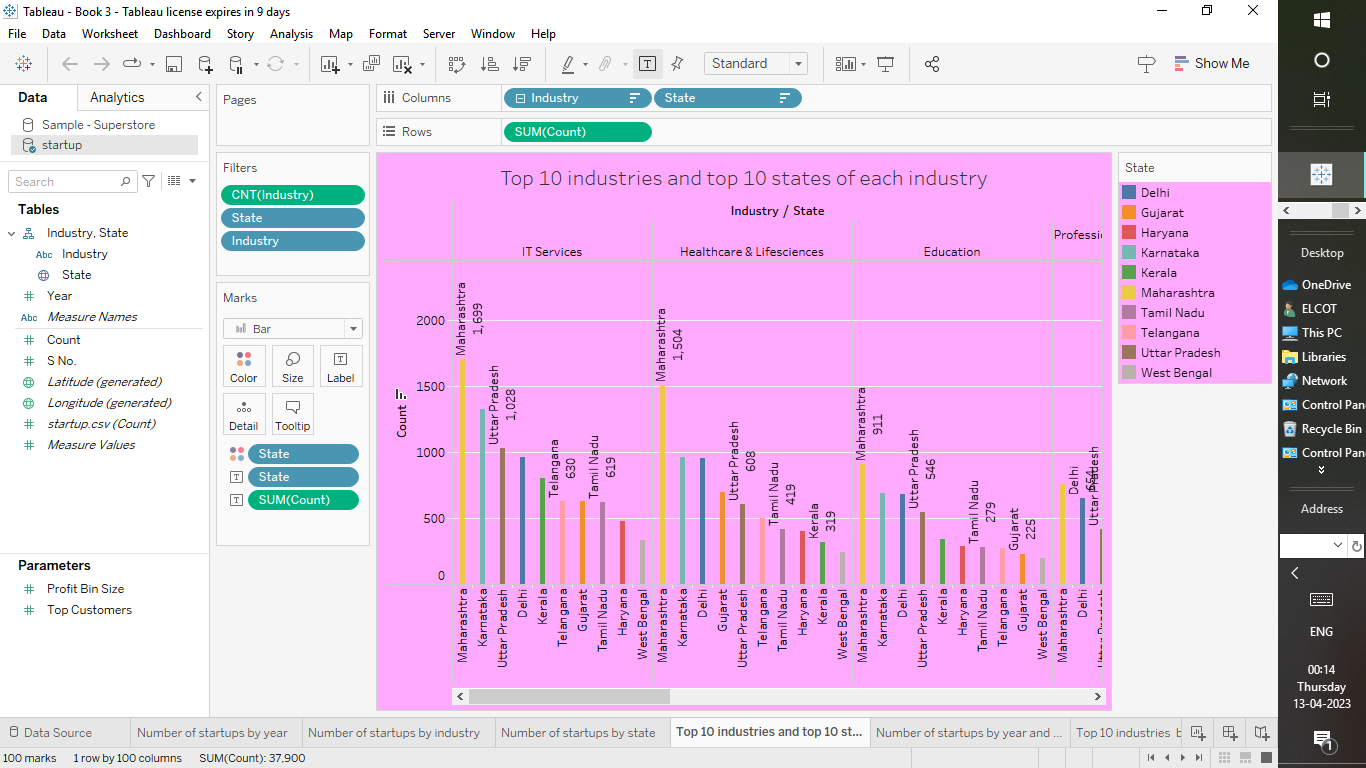 Tableau - Book 3 - Tableau license expires in 9 days
File Data Worksheet Dashboard Story Analysis Map Format Server Window Help
Standard
Show Me
Data Analytics
Sample - Superstore
startup
Search
Tables
Industry, State
Abc Industry
State
Year
Abc Measure Names
Count
S No.
Latitude (generated)
Longitude (generated)
startup.csv (Count)
Measure Values
Parameters
Profit Bin Size
Top Customers
Pages
Filters
CNT(Industry)
State
Industry
Marks
Bar
Color Size Label
Detail Tooltip
State
State
SUM(Count)
Columns Industry State
Rows SUM(Count)
Top 10 industries and top 10 states of each industry
Industry / State
IT Services Healthcare & Lifesciences Education Professic
Count
2000
1500
1000
500
0
Maharashtra 1,699
Uttar Pradesh 1,028
Telangana 630
Tamil Nadu 619
Maharashtra 1,504
Uttar Pradesh 608
Tamil Nadu 419
Kerala 319
Maharashtra 911
Uttar Pradesh 546
Tamil Nadu 279
Gujarat 225
Delhi 654
Uttar Pradesh
Maharashtra Karnataka Uttar Pradesh Delhi Kerala Telangana Gujarat Tamil Nadu Haryana West Bengal
Maharashtra Karnataka Delhi Gujarat Uttar Pradesh Telangana Tamil Nadu Haryana Kerala West Bengal
Maharashtra Karnataka Delhi Uttar Pradesh Kerala Haryana Tamil Nadu Telangana Gujarat West Bengal
Maharashtra Delhi
State
Delhi
Gujarat
Haryana
Karnataka
Kerala
Maharashtra
Tamil Nadu
Telangana
Uttar Pradesh
West Bengal
Data Source Number of startups by year Number of startups by industry Number of startups by state Top 10 industries and top 10 st... Number of startups by year and ... Top 10 industries b
100 marks 1 row by 100 columns SUM(Count): 37,900
Desktop
OneDrive
ELCOT
This PC
Libraries
Network
Control Pan
Recycle Bin
Control Pan
Address
ENG
00:14
Thursday
13-04-2023
1